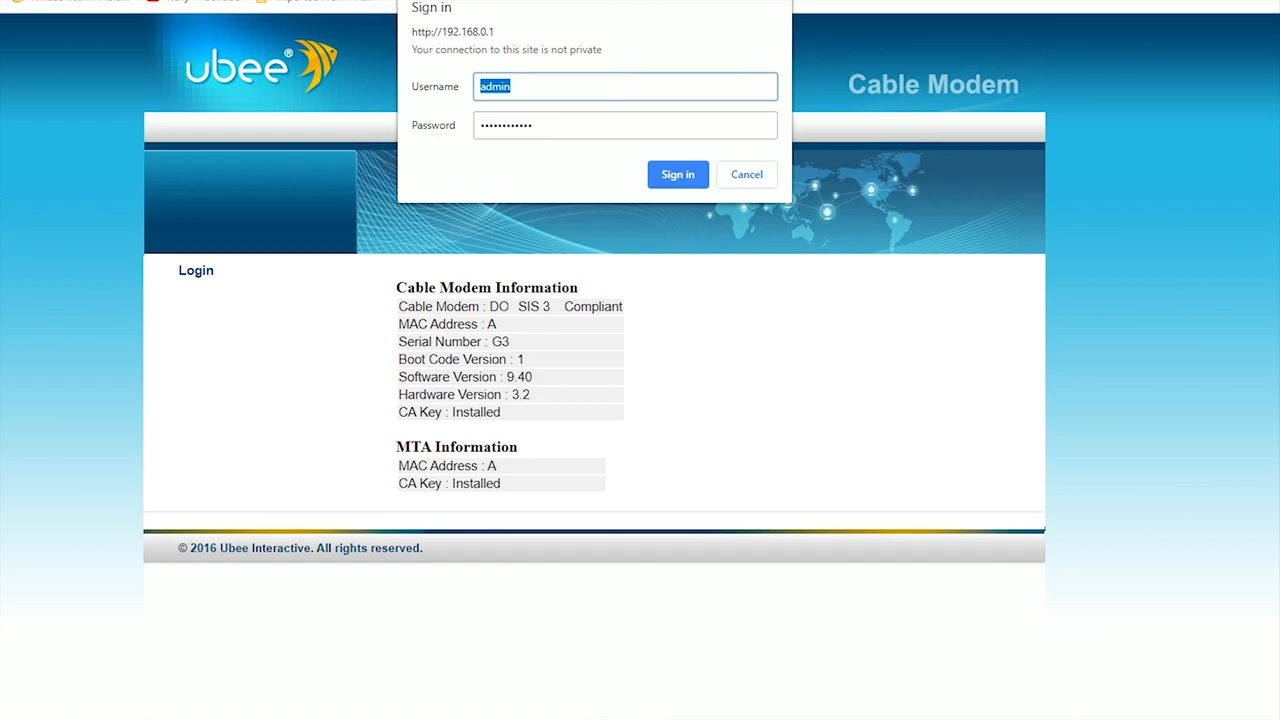 Sign in
http://192.168.0.1
Your connection to this site is not private
Username admin
Password ••••••••••••
Sign in Cancel
ubee®
Cable Modem
Login
Cable Modem Information
Cable Modem : DO SIS 3 Compliant
MAC Address : A
Serial Number : G3
Boot Code Version : 1
Software Version : 9.40
Hardware Version : 3.2
CA Key : Installed
MTA Information
MAC Address : A
CA Key : Installed
© 2016 Ubee Interactive. All rights reserved.